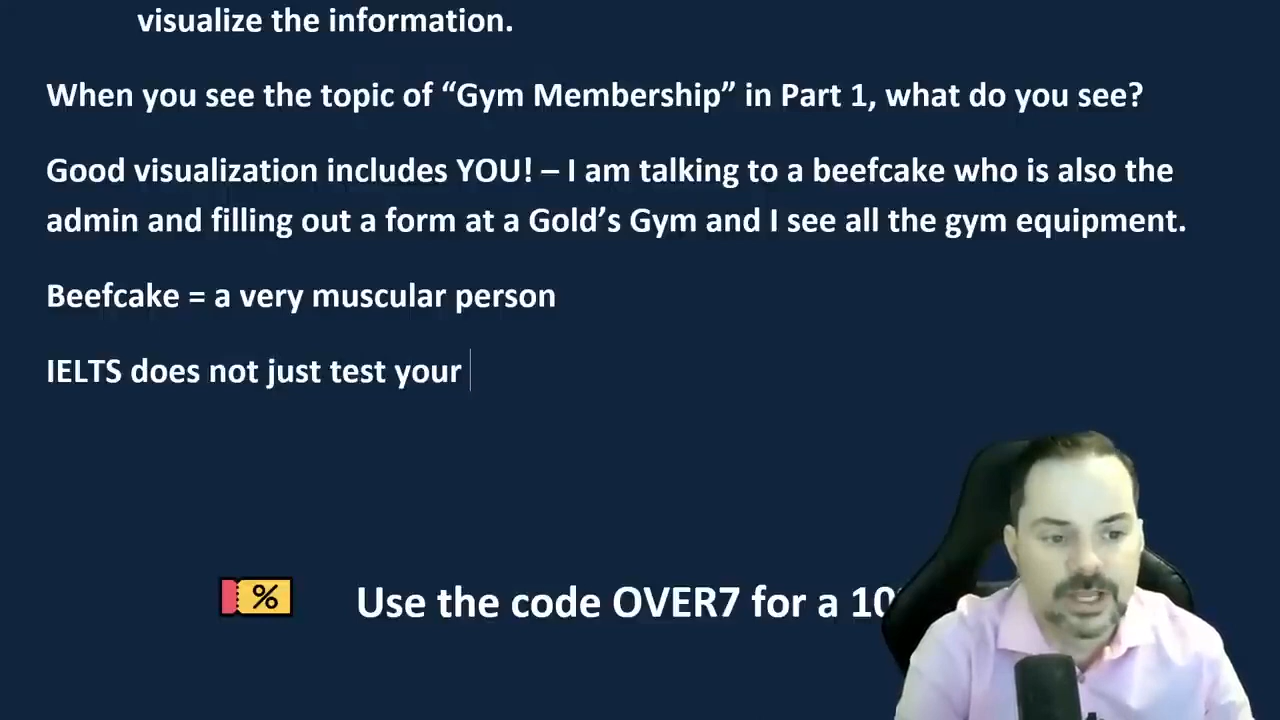 visualize the information.
When you see the topic of “Gym Membership” in Part 1, what do you see?
Good visualization includes YOU! – I am talking to a beefcake who is also the
admin and filling out a form at a Gold’s Gym and I see all the gym equipment.
Beefcake = a very muscular person
IELTS does not just test your
%
Use the code OVER7 for a 10